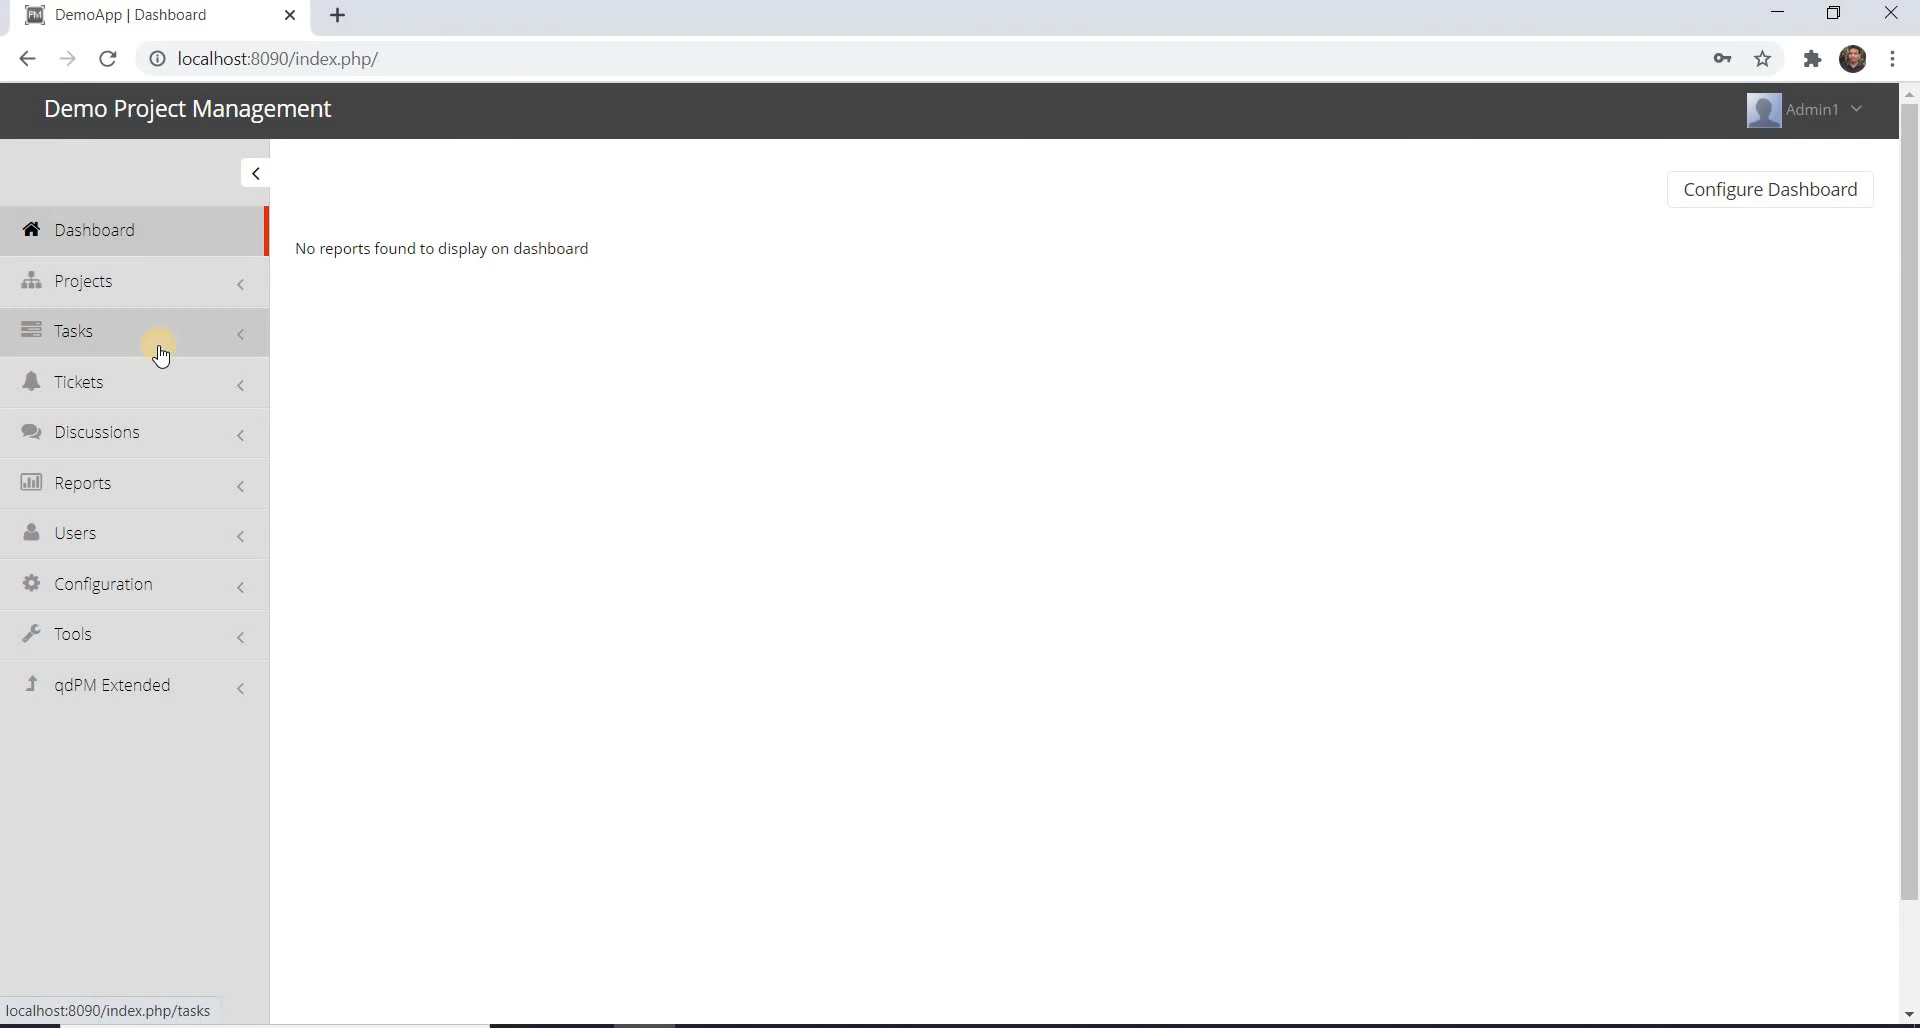 DemoApp | Dashboard
localhost:8090/index.php/
Demo Project Management
Admin1
Configure Dashboard
Dashboard
No reports found to display on dashboard
Projects
Tasks
Tickets
Discussions
Reports
Users
Configuration
Tools
qdPM Extended
localhost:8090/index.php/tasks